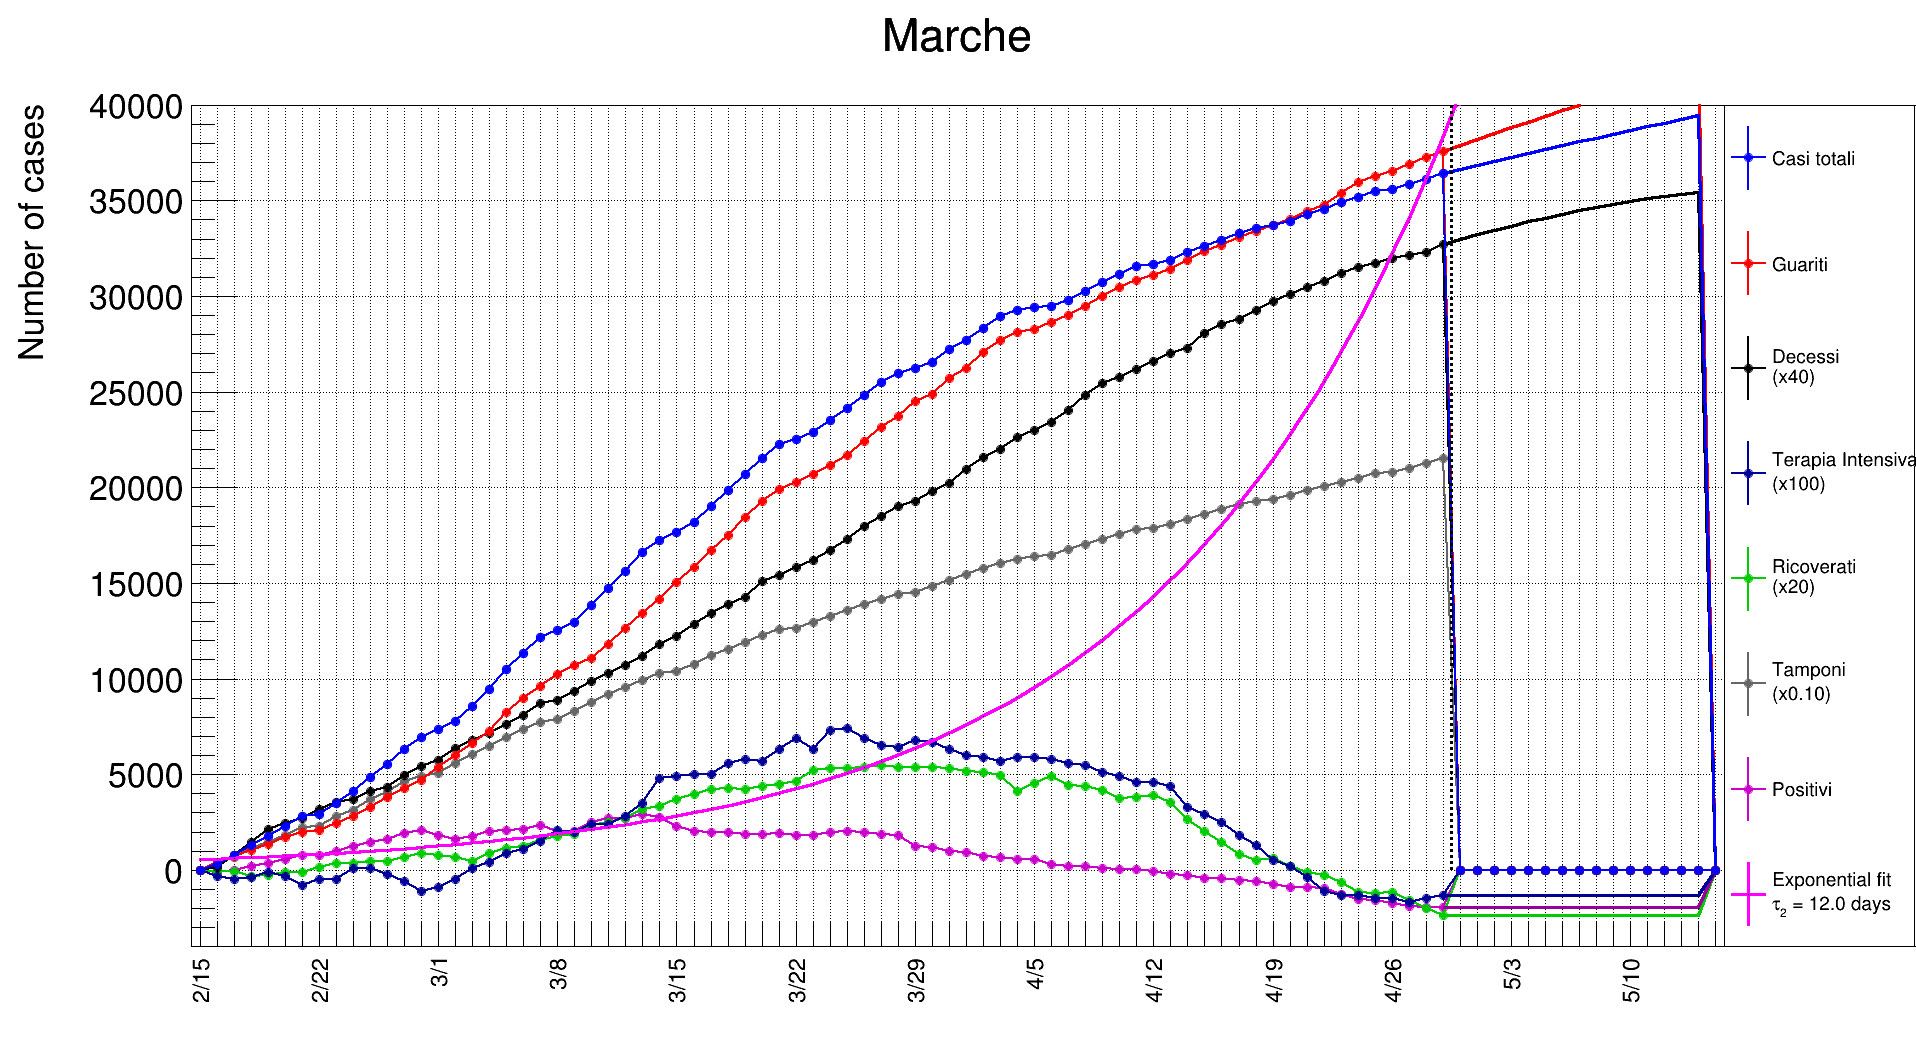 Marche
Number of cases
40000
35000
30000
25000
20000
15000
10000
5000
0
2/15
2/22
3/1
3/8
3/15
3/22
3/29
4/5
4/12
4/19
4/26
5/3
5/10
Casi totali
Guariti
Decessi
(x40)
Terapia Intensiva
(x100)
Ricoverati
(x20)
Tamponi
(x0.10)
Positivi
Exponential fit
τ₂ = 12.0 days